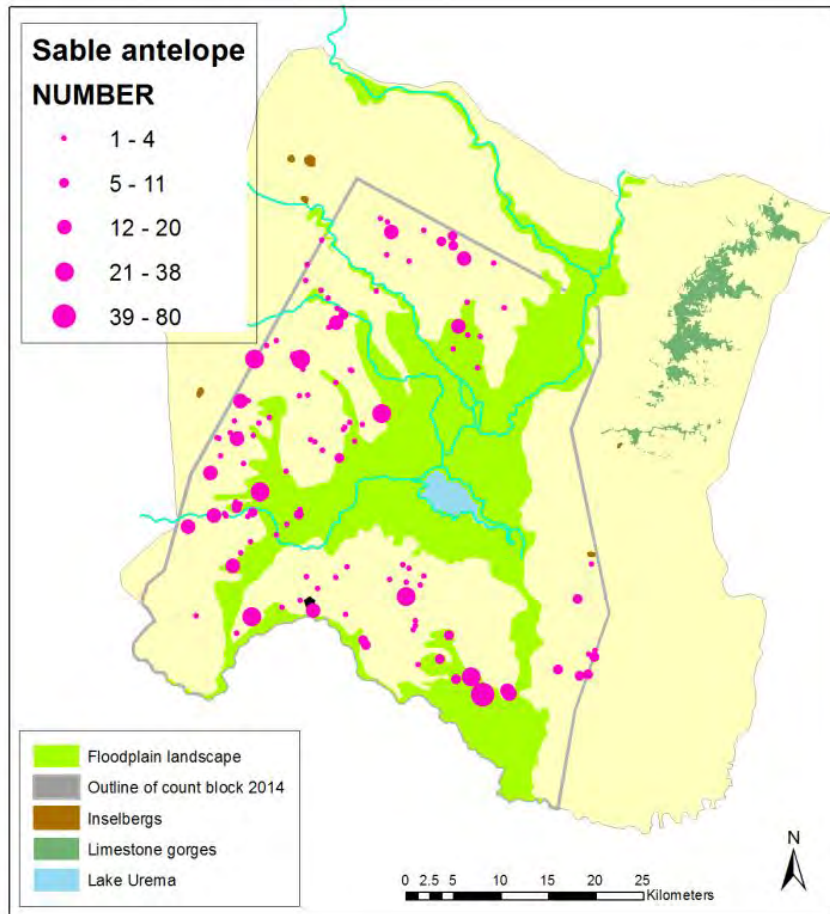 Sable antelope
NUMBER
1 - 4
5 - 11
12 - 20
21 - 38
39 - 80
Floodplain landscape
Outline of count block 2014
Inselbergs
Limestone gorges
Lake Urema
N
0 2.5 5 10 15 20 25
Kilometers